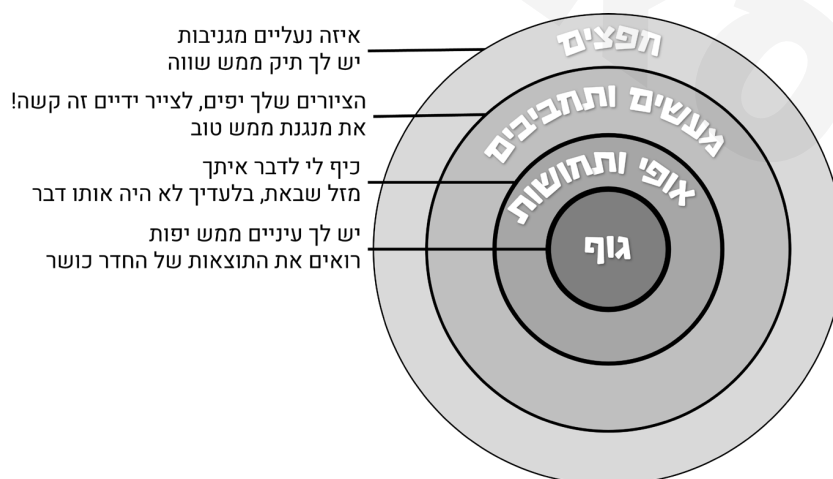 חפצים
איזה נעליים מגניבות
יש לך תיק ממש שווה
מעשים ותחביבים
הציורים שלך יפים, לצייר ידיים זה קשה!
את מנגנת ממש טוב
אופי ותחושות
כיף לי לדבר איתך
מזל שבאת, בלעדיך לא היה אותו דבר
גוף
יש לך עיניים ממש יפות
רואים את התוצאות של החדר כושר